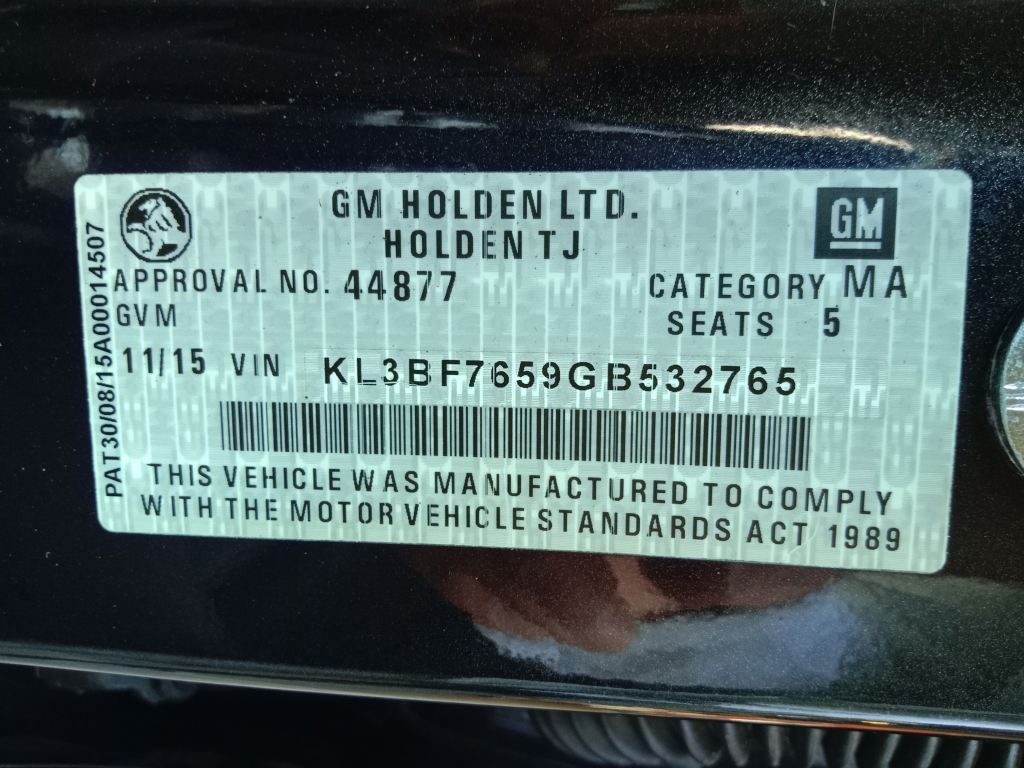 GM HOLDEN LTD.
HOLDEN TJ
GM
APPROVAL NO. 44877
CATEGORY MA
GVM
SEATS 5
11/15 VIN KL3BF7659GB532765
THIS VEHICLE WAS MANUFACTURED TO COMPLY
WITH THE MOTOR VEHICLE STANDARDS ACT 1989
PAT30/08/15A00014507